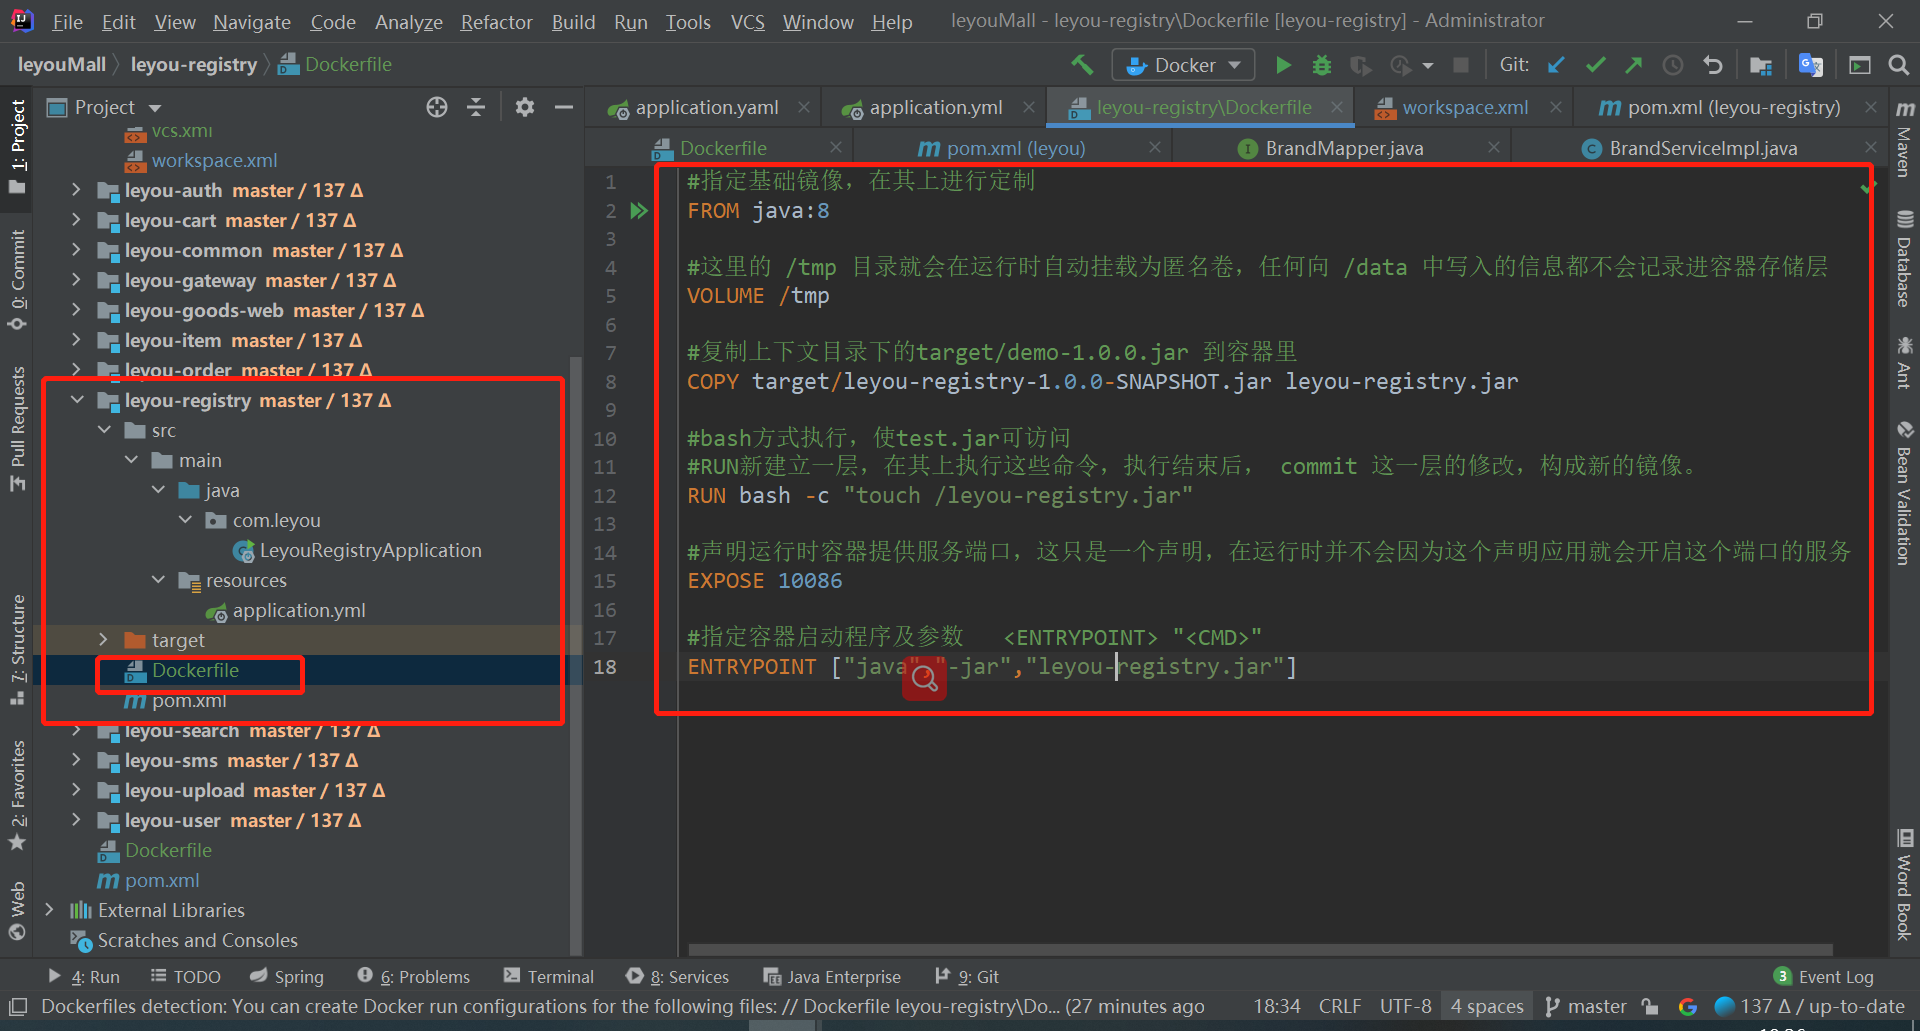 File Edit View Navigate Code Analyze Refactor Build Run Tools VCS Window Help leyouMall - leyou-registry\Dockerfile [leyou-registry] - Administrator
leyouMall leyou-registry Dockerfile Docker Git:
Project
application.yaml application.yml leyou-registry\Dockerfile workspace.xml pom.xml (leyou-registry)
Dockerfile pom.xml (leyou) BrandMapper.java BrandServiceImpl.java
vcs.xml
workspace.xml
leyou-auth master / 137 Δ
leyou-cart master / 137 Δ
leyou-common master / 137 Δ
leyou-gateway master / 137 Δ
leyou-goods-web master / 137 Δ
leyou-item master / 137 Δ
leyou-order master / 137 Δ
leyou-registry master / 137 Δ
src
main
java
com.leyou
LeyouRegistryApplication
resources
application.yml
target
Dockerfile
pom.xml
leyou-search master / 137 Δ
leyou-sms master / 137 Δ
leyou-upload master / 137 Δ
leyou-user master / 137 Δ
Dockerfile
pom.xml
External Libraries
Scratches and Consoles
1: Project
0: Commit
Pull Requests
7: Structure
2: Favorites
Web
1 #指定基础镜像，在其上进行定制
2 FROM java:8
3
4 #这里的 /tmp 目录就会在运行时自动挂载为匿名卷，任何向 /data 中写入的信息都不会记录进容器存储层
5 VOLUME /tmp
6
7 #复制上下文目录下的target/demo-1.0.0.jar 到容器里
8 COPY target/leyou-registry-1.0.0-SNAPSHOT.jar leyou-registry.jar
9
10 #bash方式执行，使test.jar可访问
11 #RUN新建立一层，在其上执行这些命令，执行结束后， commit 这一层的修改，构成新的镜像。
12 RUN bash -c "touch /leyou-registry.jar"
13
14 #声明运行时容器提供服务端口，这只是一个声明，在运行时并不会因为这个声明应用就会开启这个端口的服务
15 EXPOSE 10086
16
17 #指定容器启动程序及参数 <ENTRYPOINT> "<CMD>"
18 ENTRYPOINT ["java","-jar","leyou-registry.jar"]
Maven
Database
Ant
Bean Validation
Word Book
4: Run TODO Spring 6: Problems Terminal 8: Services Java Enterprise 9: Git 3 Event Log
Dockerfiles detection: You can create Docker run configurations for the following files: // Dockerfile leyou-registry\Do... (27 minutes ago 18:34 CRLF UTF-8 4 spaces master 137 Δ / up-to-date